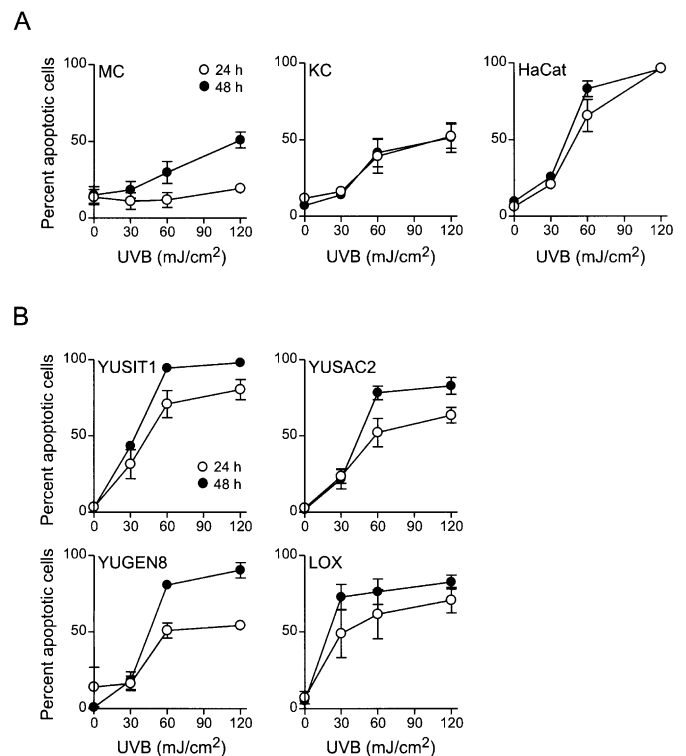 A
MC
KC
HaCat
24 h
48 h
Percent apoptotic cells
100
50
0
100
50
0
100
50
0
0 30 60 90 120
0 30 60 90 120
0 30 60 90 120
UVB (mJ/cm²)
UVB (mJ/cm²)
UVB (mJ/cm²)
B
YUSIT1
YUSAC2
Percent apoptotic cells
100
50
0
100
50
0
24 h
48 h
0 30 60 90 120
0 30 60 90 120
YUGEN8
LOX
Percent apoptotic cells
100
50
0
100
50
0
0 30 60 90 120
0 30 60 90 120
UVB (mJ/cm²)
UVB (mJ/cm²)